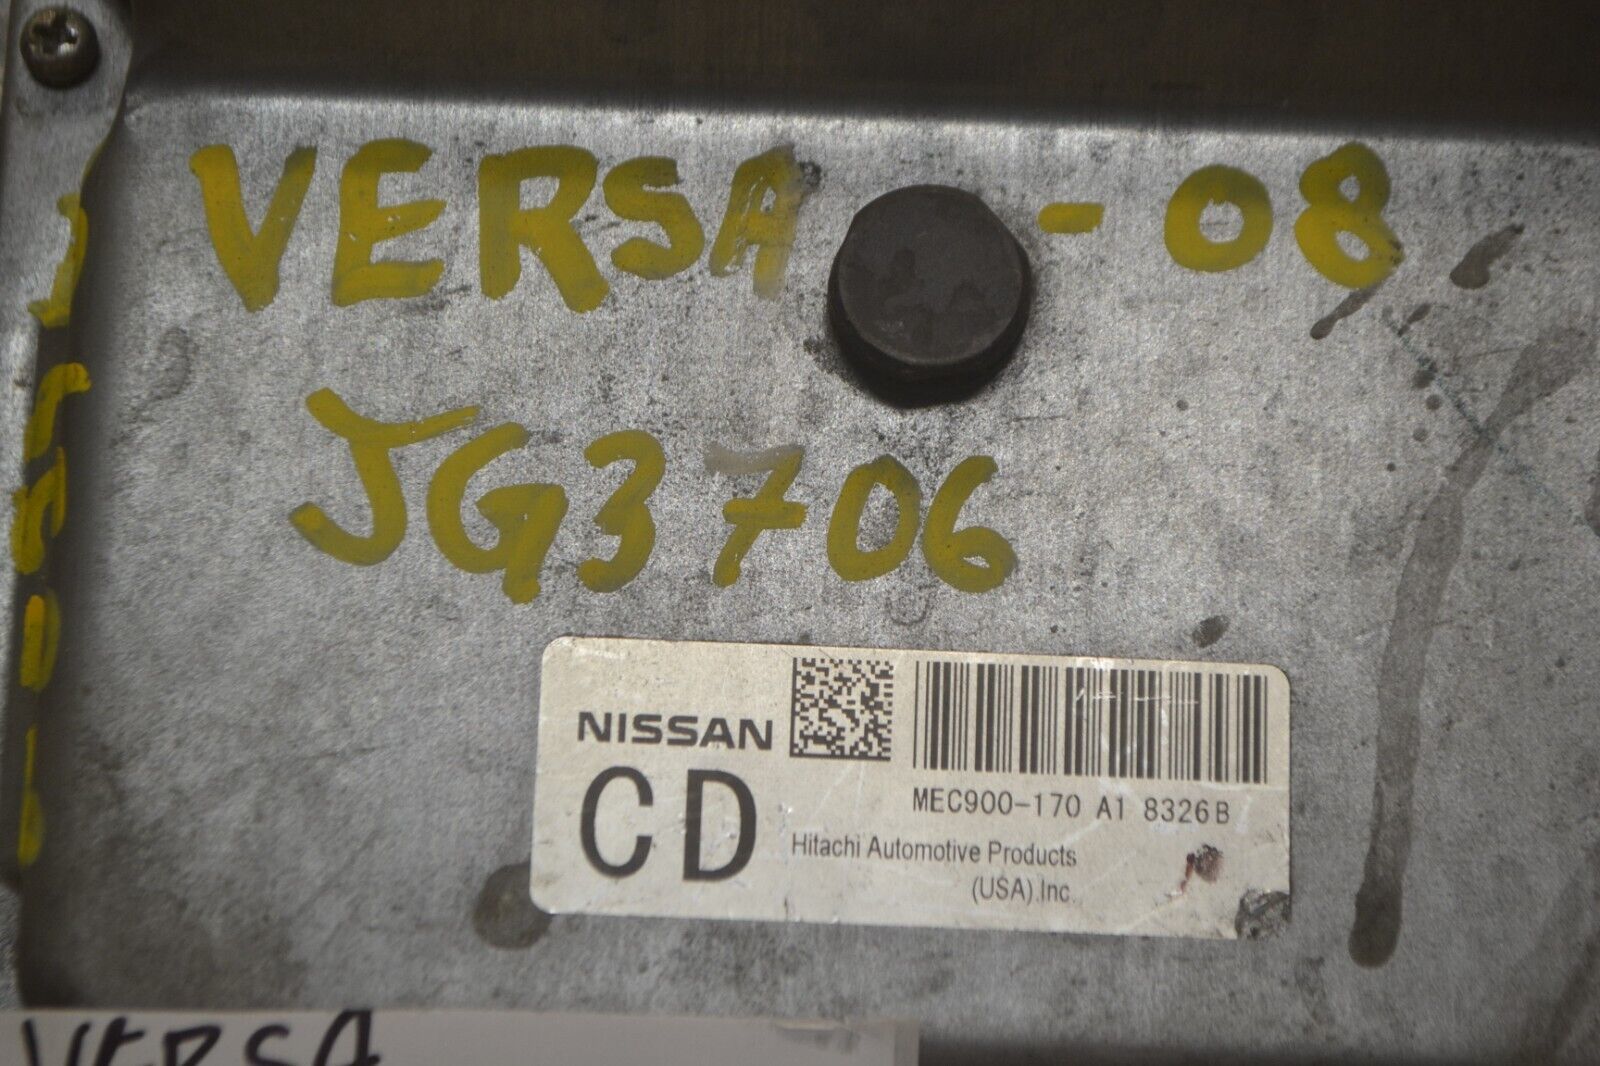 VERSA -08
JG3706
NISSAN
CD
MEC900-170 A1 8326B
Hitachi Automotive Products
(USA).Inc.
VERSA